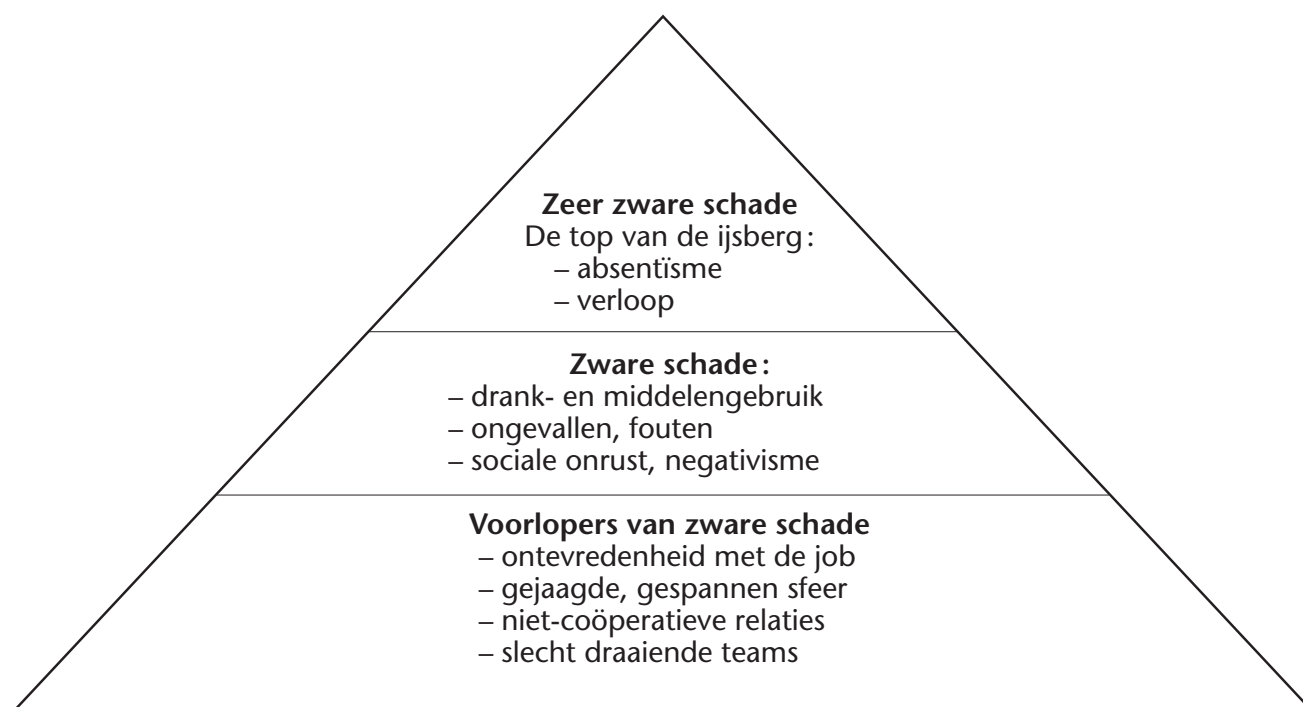 Zeer zware schade
De top van de ijsberg:
– absentïsme
– verloop
Zware schade:
– drank- en middelengebruik
– ongevallen, fouten
– sociale onrust, negativisme
Voorlopers van zware schade
– ontevredenheid met de job
– gejaagde, gespannen sfeer
– niet-coöperatieve relaties
– slecht draaiende teams